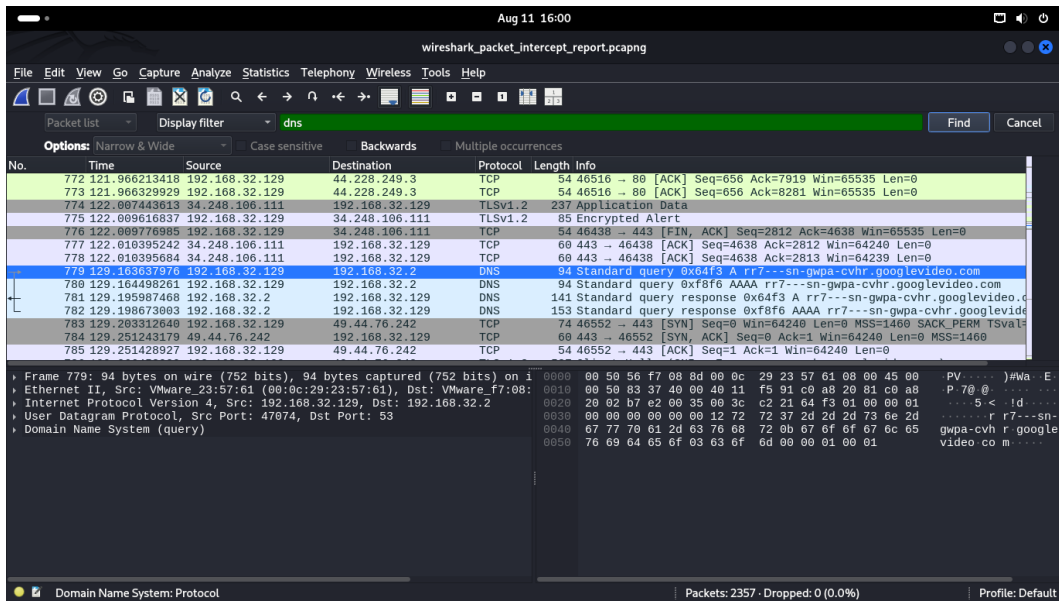 Aug 11 16:00
wireshark_packet_intercept_report.pcapng
File Edit View Go Capture Analyze Statistics Telephony Wireless Tools Help
Packet list Display filter dns Find Cancel
Options: Narrow & Wide Case sensitive Backwards Multiple occurrences
No. Time Source Destination Protocol Length Info
772 121.966213418 192.168.32.129 44.228.249.3 TCP 54 46516 → 80 [ACK] Seq=656 Ack=7919 Win=65535 Len=0
773 121.966329929 192.168.32.129 44.228.249.3 TCP 54 46516 → 80 [ACK] Seq=656 Ack=8281 Win=65535 Len=0
774 122.007443613 34.248.106.111 192.168.32.129 TLSv1.2 237 Application Data
775 122.009616837 192.168.32.129 34.248.106.111 TLSv1.2 85 Encrypted Alert
776 122.009776985 192.168.32.129 34.248.106.111 TCP 54 46438 → 443 [FIN, ACK] Seq=2812 Ack=4638 Win=65535 Len=0
777 122.010395242 34.248.106.111 192.168.32.129 TCP 60 443 → 46438 [ACK] Seq=4638 Ack=2812 Win=64240 Len=0
778 122.010395684 34.248.106.111 192.168.32.129 TCP 60 443 → 46438 [ACK] Seq=4638 Ack=2813 Win=64239 Len=0
779 129.163637976 192.168.32.129 192.168.32.2 DNS 94 Standard query 0x64f3 A rr7---sn-gwpa-cvhr.googlevideo.com
780 129.164498261 192.168.32.129 192.168.32.2 DNS 94 Standard query 0xf8f6 AAAA rr7---sn-gwpa-cvhr.googlevideo.com
781 129.195987468 192.168.32.2 192.168.32.129 DNS 141 Standard query response 0x64f3 A rr7---sn-gwpa-cvhr.googlevideo.c
782 129.198673003 192.168.32.2 192.168.32.129 DNS 153 Standard query response 0xf8f6 AAAA rr7---sn-gwpa-cvhr.googlevide
783 129.203312640 192.168.32.129 49.44.76.242 TCP 74 46552 → 443 [SYN] Seq=0 Win=64240 Len=0 MSS=1460 SACK_PERM TSval=
784 129.251243179 49.44.76.242 192.168.32.129 TCP 60 443 → 46552 [SYN, ACK] Seq=0 Ack=1 Win=64240 Len=0 MSS=1460
785 129.251428927 192.168.32.129 49.44.76.242 TCP 54 46552 → 443 [ACK] Seq=1 Ack=1 Win=64240 Len=0
Frame 779: 94 bytes on wire (752 bits), 94 bytes captured (752 bits) on i
Ethernet II, Src: VMware_23:57:61 (00:0c:29:23:57:61), Dst: VMware_f7:08:
Internet Protocol Version 4, Src: 192.168.32.129, Dst: 192.168.32.2
User Datagram Protocol, Src Port: 47074, Dst Port: 53
Domain Name System (query)
0000 00 50 56 f7 08 8d 00 0c 29 23 57 61 08 00 45 00 ·PV····· )#Wa··E·
0010 00 50 83 37 40 00 40 11 f5 91 c0 a8 20 81 c0 a8 ·P·7@·@· ···· ···
0020 20 02 b7 e2 00 35 00 3c c2 21 64 f3 01 00 00 01 ····5·< ·!d·····
0030 00 00 00 00 00 00 12 72 72 37 2d 2d 2d 73 6e 2d ·······r r7---sn-
0040 67 77 70 61 2d 63 76 68 72 0b 67 6f 6f 67 6c 65 gwpa-cvh r·google
0050 76 69 64 65 6f 03 63 6f 6d 00 00 01 00 01 video·co m·····
Domain Name System: Protocol Packets: 2357 · Dropped: 0 (0.0%) Profile: Default